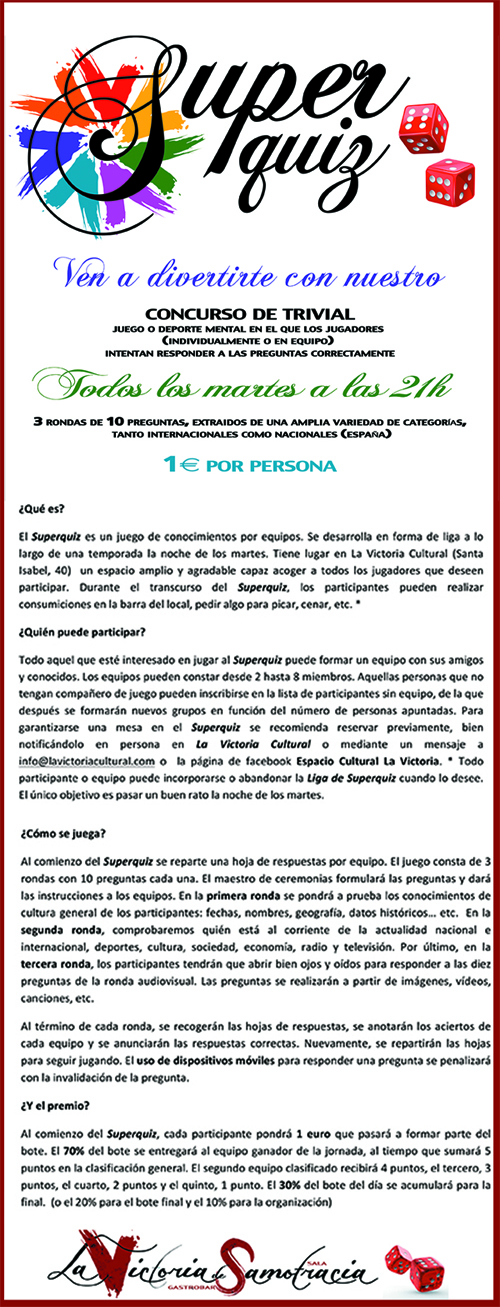 Super
quiz
Ven a divertirte con nuestro
CONCURSO DE TRIVIAL
JUEGO O DEPORTE MENTAL EN EL QUE LOS JUGADORES
(INDIVIDUALMENTE O EN EQUIPO)
INTENTAN RESPONDER A LAS PREGUNTAS CORRECTAMENTE
Todos los martes a las 21h
3 RONDAS DE 10 PREGUNTAS, EXTRAIDOS DE UNA AMPLIA VARIEDAD DE CATEGORÍAS,
TANTO INTERNACIONALES COMO NACIONALES (ESPAÑA)
1€ POR PERSONA
¿Qué es?
El Superquiz es un juego de conocimientos por equipos. Se desarrolla en forma de liga a lo
largo de una temporada la noche de los martes. Tiene lugar en La Victoria Cultural (Santa
Isabel, 40) un espacio amplio y agradable capaz acoger a todos los jugadores que deseen
participar. Durante el transcurso del Superquiz, los participantes pueden realizar
consumiciones en la barra del local, pedir algo para picar, cenar, etc. *
¿Quién puede participar?
Todo aquel que esté interesado en jugar al Superquiz puede formar un equipo con sus amigos
y conocidos. Los equipos pueden constar desde 2 hasta 8 miembros. Aquellas personas que no
tengan compañero de juego pueden inscribirse en la lista de participantes sin equipo, de la que
después se formarán nuevos grupos en función del número de personas apuntadas. Para
garantizarse una mesa en el Superquiz se recomienda reservar previamente, bien
notificándolo en persona en La Victoria Cultural o mediante un mensaje a
info@lavictoriacultural.com o la página de facebook Espacio Cultural La Victoria. * Todo
participante o equipo puede incorporarse o abandonar la Liga de Superquiz cuando lo desee.
El único objetivo es pasar un buen rato la noche de los martes.
¿Cómo se juega?
Al comienzo del Superquiz se reparte una hoja de respuestas por equipo. El juego consta de 3
rondas con 10 preguntas cada una. El maestro de ceremonias formulará las preguntas y dará
las instrucciones a los equipos. En la primera ronda se pondrá a prueba los conocimientos de
cultura general de los participantes: fechas, nombres, geografía, datos históricos... etc. En la
segunda ronda, comprobaremos quién está al corriente de la actualidad nacional e
internacional, deportes, cultura, sociedad, economía, radio y televisión. Por último, en la
tercera ronda, los participantes tendrán que abrir bien ojos y oídos para responder a las diez
preguntas de la ronda audiovisual. Las preguntas se realizarán a partir de imágenes, vídeos,
canciones, etc.
Al término de cada ronda, se recogerán las hojas de respuestas, se anotarán los aciertos de
cada equipo y se anunciarán las respuestas correctas. Nuevamente, se repartirán las hojas
para seguir jugando. El uso de dispositivos móviles para responder una pregunta se penalizará
con la invalidación de la pregunta.
¿Y el premio?
Al comienzo del Superquiz, cada participante pondrá 1 euro que pasará a formar parte del
bote. El 70% del bote se entregará al equipo ganador de la jornada, al tiempo que sumará 5
puntos en la clasificación general. El segundo equipo clasificado recibirá 4 puntos, el tercero, 3
puntos, el cuarto, 2 puntos y el quinto, 1 punto. El 30% del bote del día se acumulará para la
final. (o el 20% para el bote final y el 10% para la organización)
La Victoria de Samotracia
GASTROBAR SALA